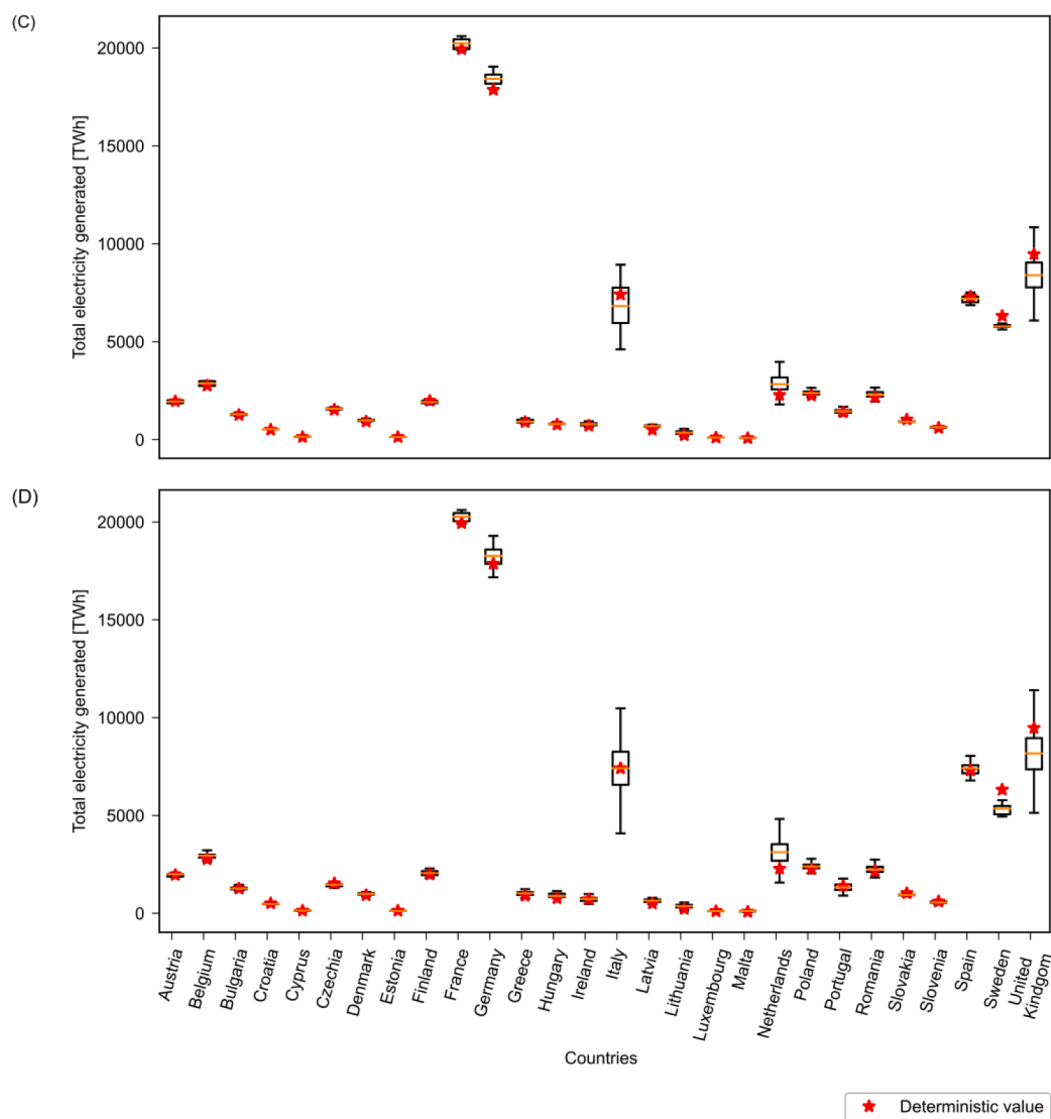 (C)
Total electricity generated [TWh]
20000
15000
10000
5000
0
(D)
Total electricity generated [TWh]
20000
15000
10000
5000
0
Austria
Belgium
Bulgaria
Croatia
Cyprus
Czechia
Denmark
Estonia
Finland
France
Germany
Greece
Hungary
Ireland
Italy
Latvia
Lithuania
Luxembourg
Malta
Netherlands
Poland
Portugal
Romania
Slovakia
Slovenia
Spain
Sweden
United
Kindgom
Countries
Deterministic value